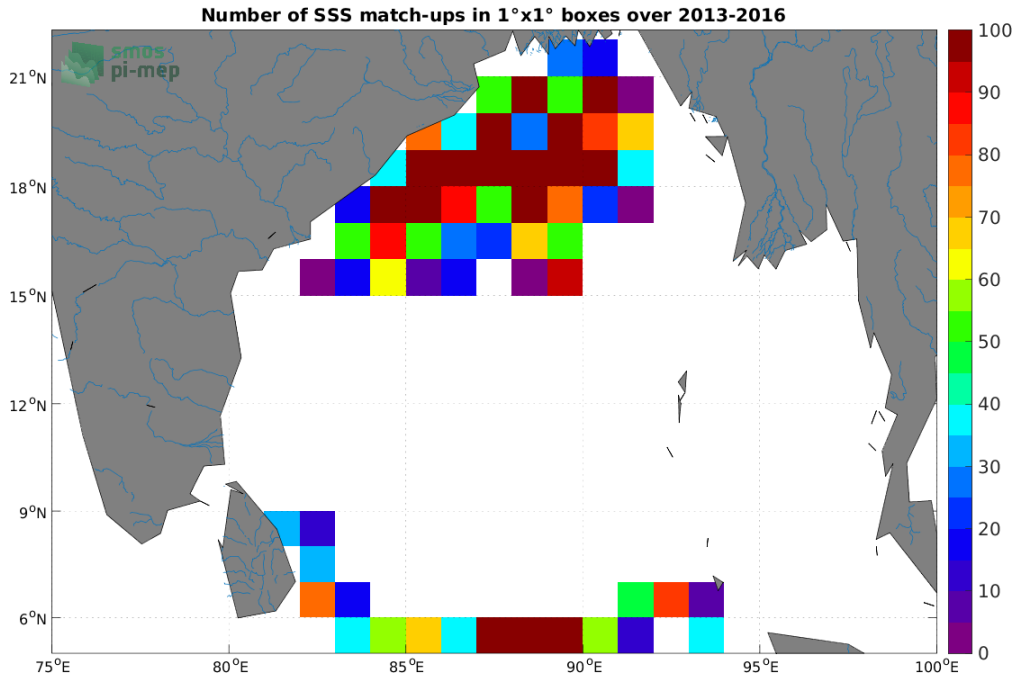 Number of SSS match-ups in 1°x1° boxes over 2013-2016
smos
pi-mep
21°N
18°N
15°N
12°N
9°N
6°N
75°E
80°E
85°E
90°E
95°E
100°E
100
90
80
70
60
50
40
30
20
10
0